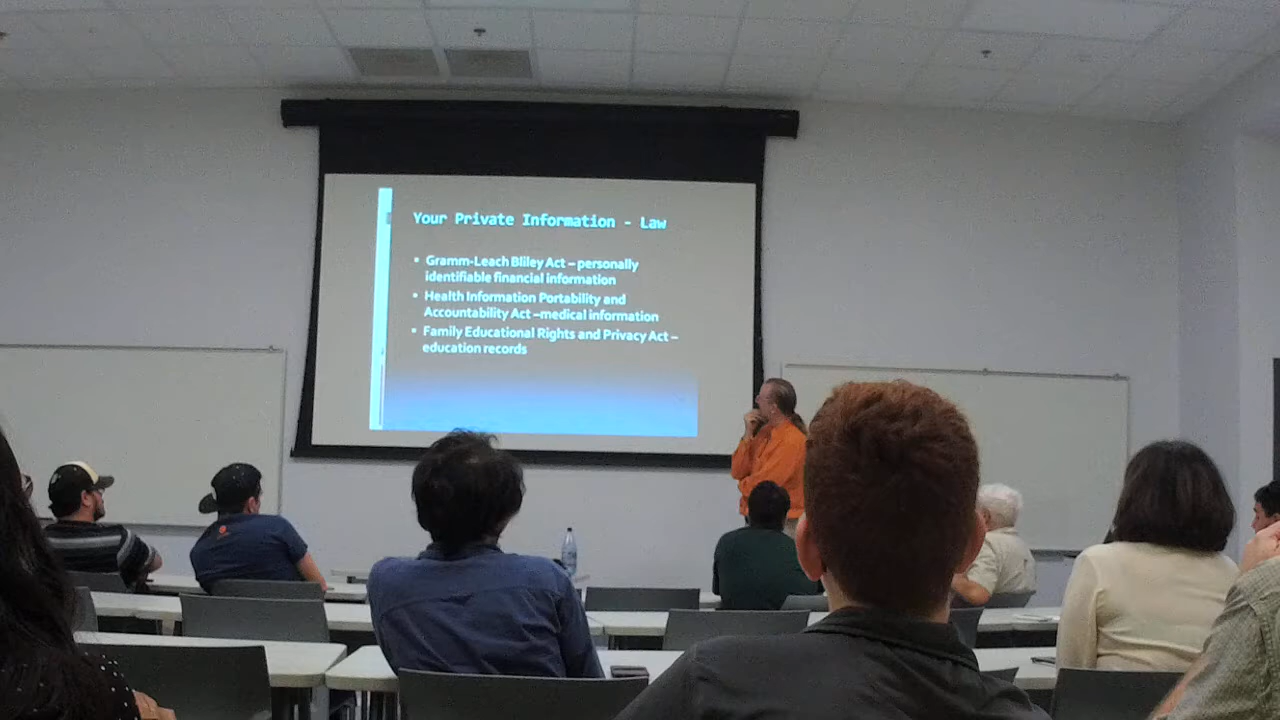 Your Private Information - Law
▪ Gramm-Leach Bliley Act – personally
identifiable financial information
▪ Health Information Portability and
Accountability Act –medical information
▪ Family Educational Rights and Privacy Act –
education records